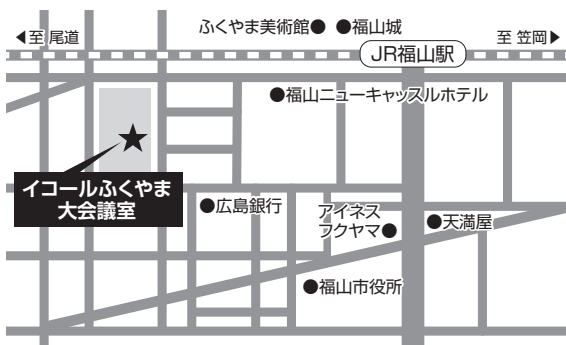 ふくやま美術館● ●福山城
◀至 尾道
至 笠岡▶
JR福山駅
●福山ニューキャッスルホテル
イコールふくやま
大会議室
●広島銀行
アイネス
フクヤマ●
●天満屋
●福山市役所